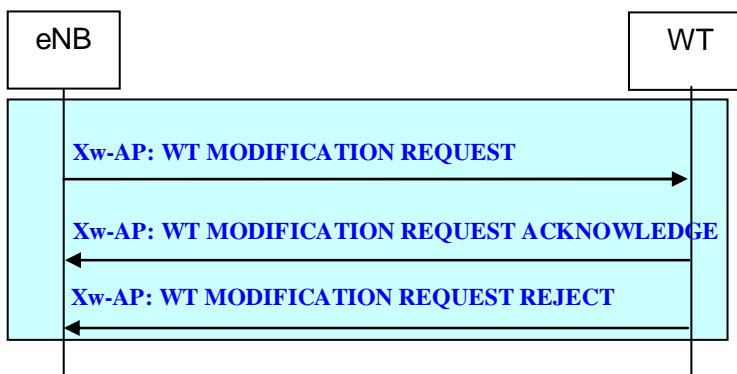 eNB
WT
Xw-AP: WT MODIFICATION REQUEST
Xw-AP: WT MODIFICATION REQUEST ACKNOWLEDGE
Xw-AP: WT MODIFICATION REQUEST REJECT